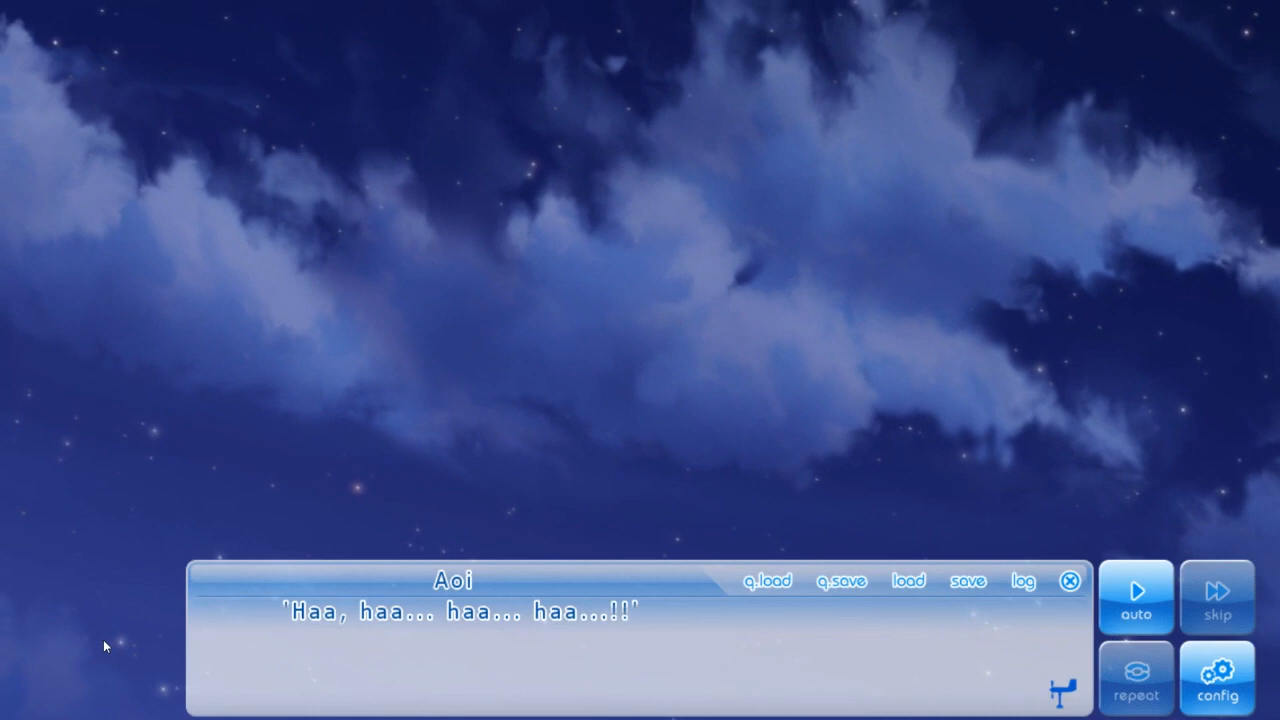 Aoi
q.load q.save load save log
'Haa, haa... haa... haa...!!'
auto
skip
repeat
config